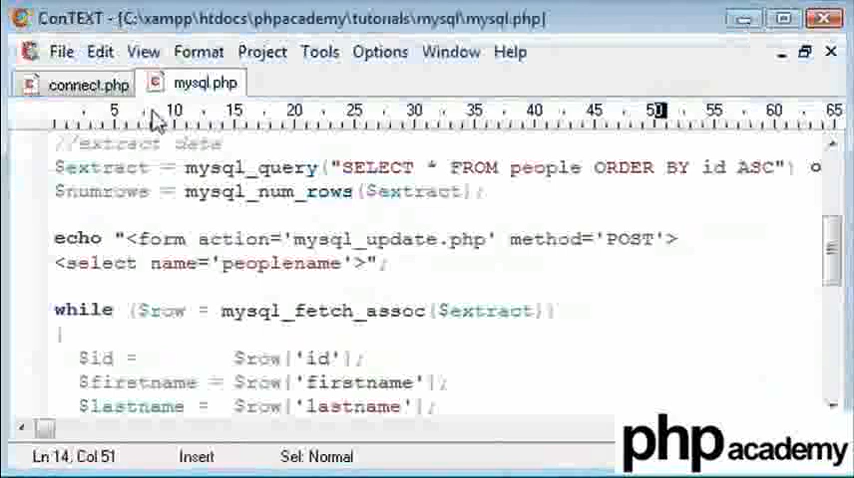 ConTEXT - [C:\xampp\htdocs\phpacademy\tutorials\mysql\mysql.php]
File Edit View Format Project Tools Options Window Help
connect.php mysql.php
5 10 15 20 25 30 35 40 45 50 55 60 65
//extract data
$extract = mysql_query("SELECT * FROM people ORDER BY id ASC") o
$numrows = mysql_num_rows($extract);
echo "<form action='mysql_update.php' method='POST'>
<select name='peoplename'>";
while ($row = mysql_fetch_assoc($extract))
{
$id = $row['id'];
$firstname = $row['firstname'];
$lastname = $row['lastname'];
Ln 14, Col 51 Insert Sel: Normal
php academy